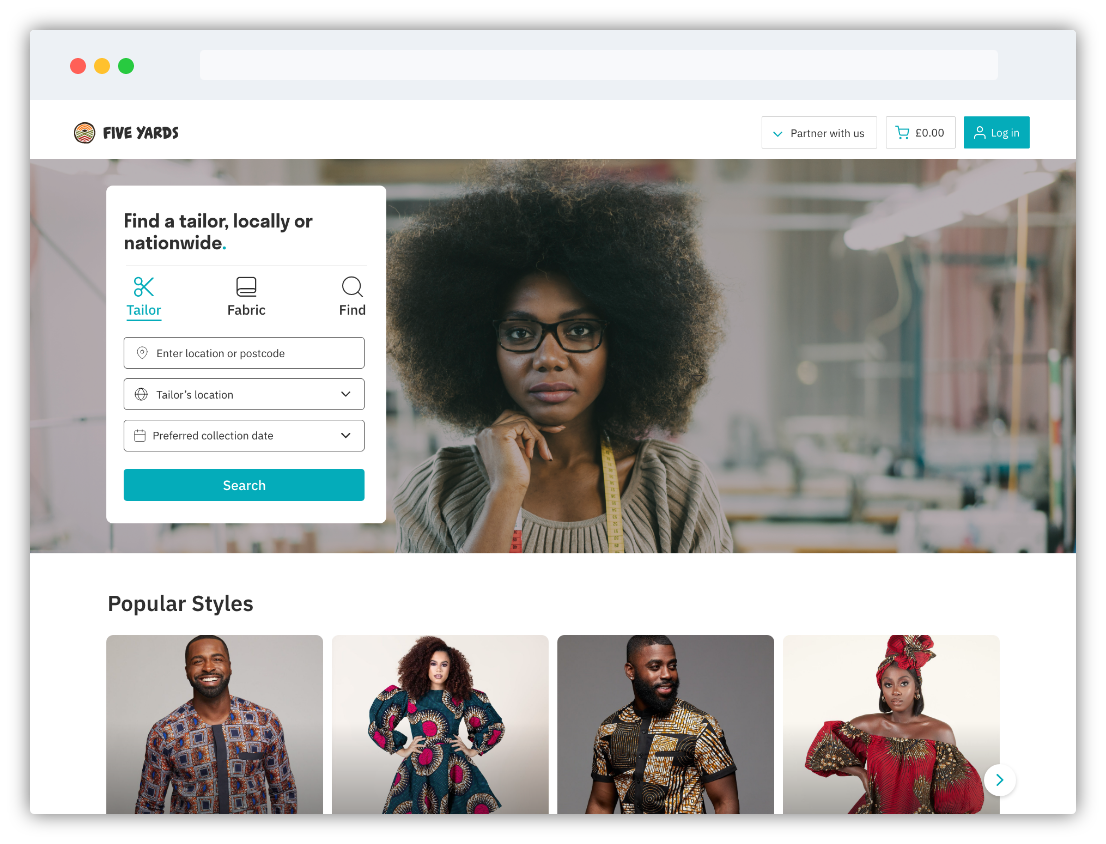 FIVE YARDS
Partner with us
£0.00
Log in
Find a tailor, locally or
nationwide.
Tailor
Fabric
Find
Enter location or postcode
Tailor's location
Preferred collection date
Search
Popular Styles